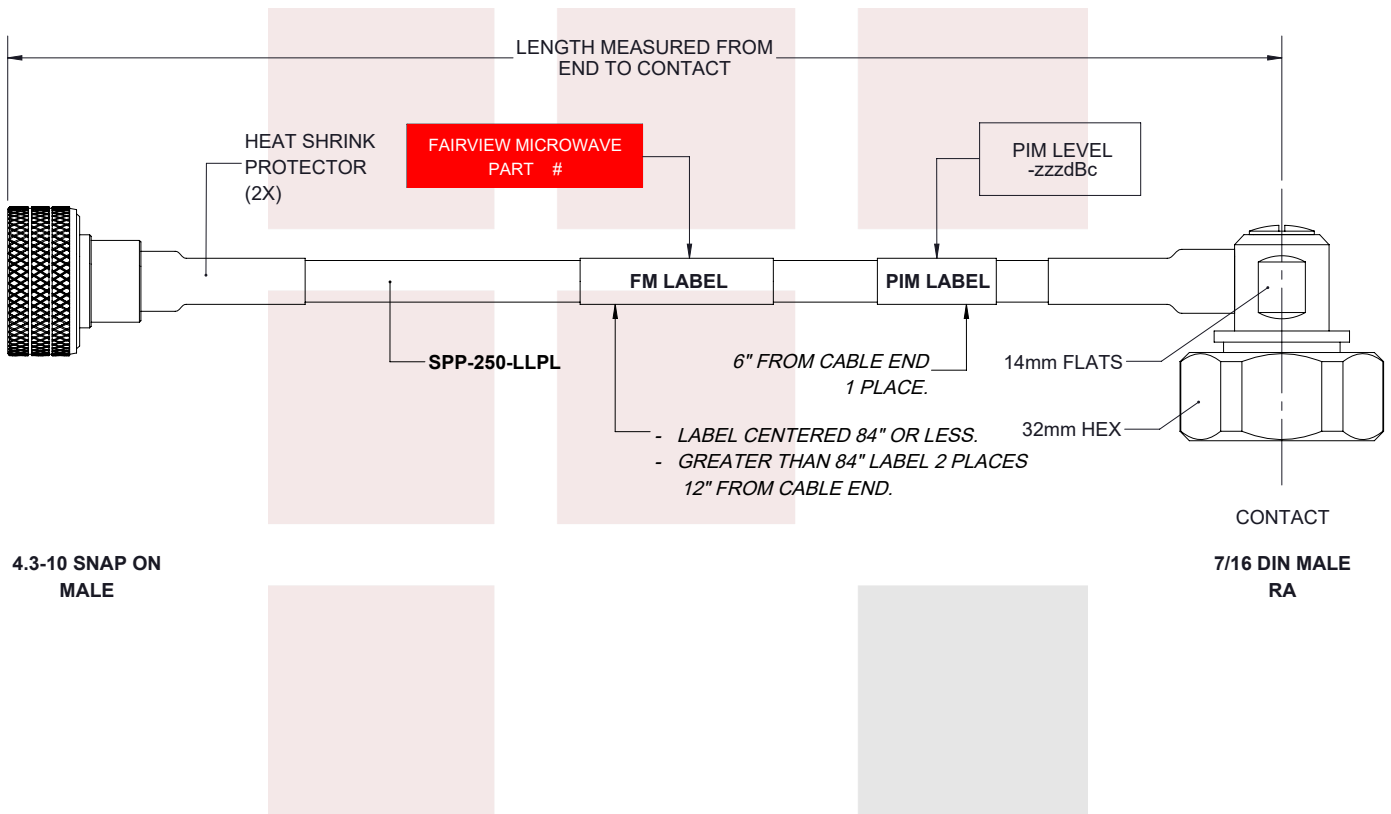 LENGTH MEASURED FROM
END TO CONTACT
HEAT SHRINK
PROTECTOR
(2X)
FAIRVIEW MICROWAVE
PART #
PIM LEVEL
-zzzdBc
FM LABEL
PIM LABEL
SPP-250-LLPL
6" FROM CABLE END
1 PLACE.
14mm FLATS
32mm HEX
- LABEL CENTERED 84" OR LESS.
- GREATER THAN 84" LABEL 2 PLACES
12" FROM CABLE END.
CONTACT
4.3-10 SNAP ON
MALE
7/16 DIN MALE
RA